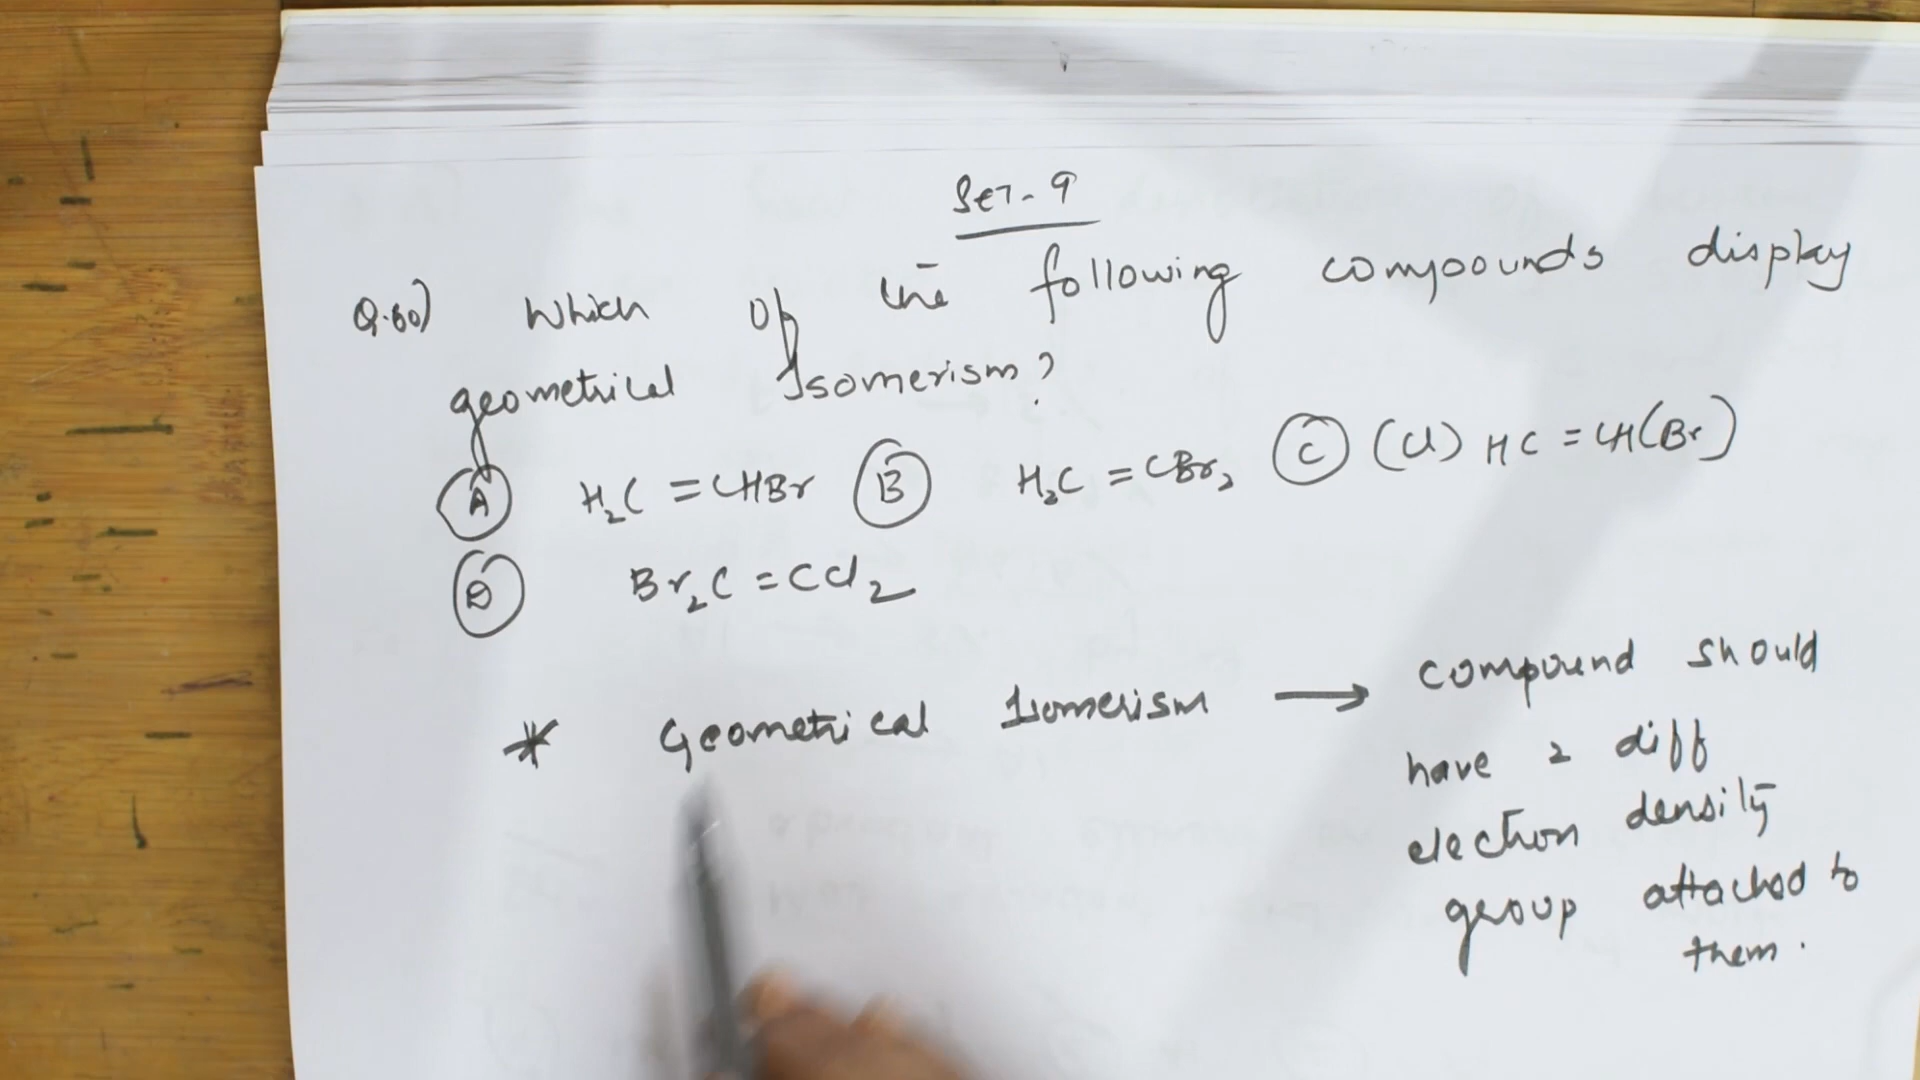 SET-9
Q.60) Which of the following compounds display
geometrical Isomerism?
(A) H₂C = CHBr (B) H₂C = CBr₂ (C) (Cl) HC = CH(Br)
(D) Br₂C = CCl₂
* Geometrical Isomerism → compound should
have 2 diff
electron density
group attached to
them.